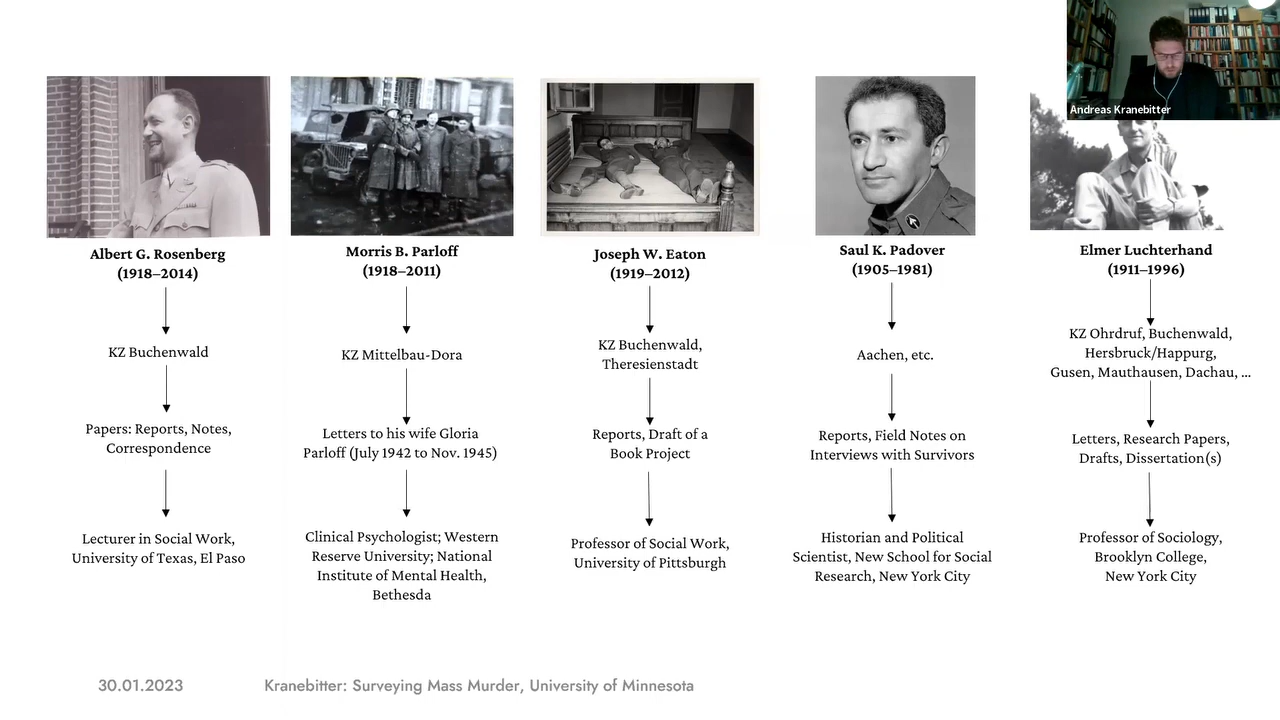 Andreas Kranebitter
Albert G. Rosenberg
(1918–2014)
KZ Buchenwald
Papers: Reports, Notes,
Correspondence
Lecturer in Social Work,
University of Texas, El Paso
Morris B. Parloff
(1918–2011)
KZ Mittelbau-Dora
Letters to his wife Gloria
Parloff (July 1942 to Nov. 1945)
Clinical Psychologist; Western
Reserve University; National
Institute of Mental Health,
Bethesda
Joseph W. Eaton
(1919–2012)
KZ Buchenwald,
Theresienstadt
Reports, Draft of a
Book Project
Professor of Social Work,
University of Pittsburgh
Saul K. Padover
(1905–1981)
Aachen, etc.
Reports, Field Notes on
Interviews with Survivors
Historian and Political
Scientist, New School for Social
Research, New York City
Elmer Luchterhand
(1911–1996)
KZ Ohrdruf, Buchenwald,
Hersbruck/Happurg,
Gusen, Mauthausen, Dachau, ...
Letters, Research Papers,
Drafts, Dissertation(s)
Professor of Sociology,
Brooklyn College,
New York City
30.01.2023
Kranebitter: Surveying Mass Murder, University of Minnesota